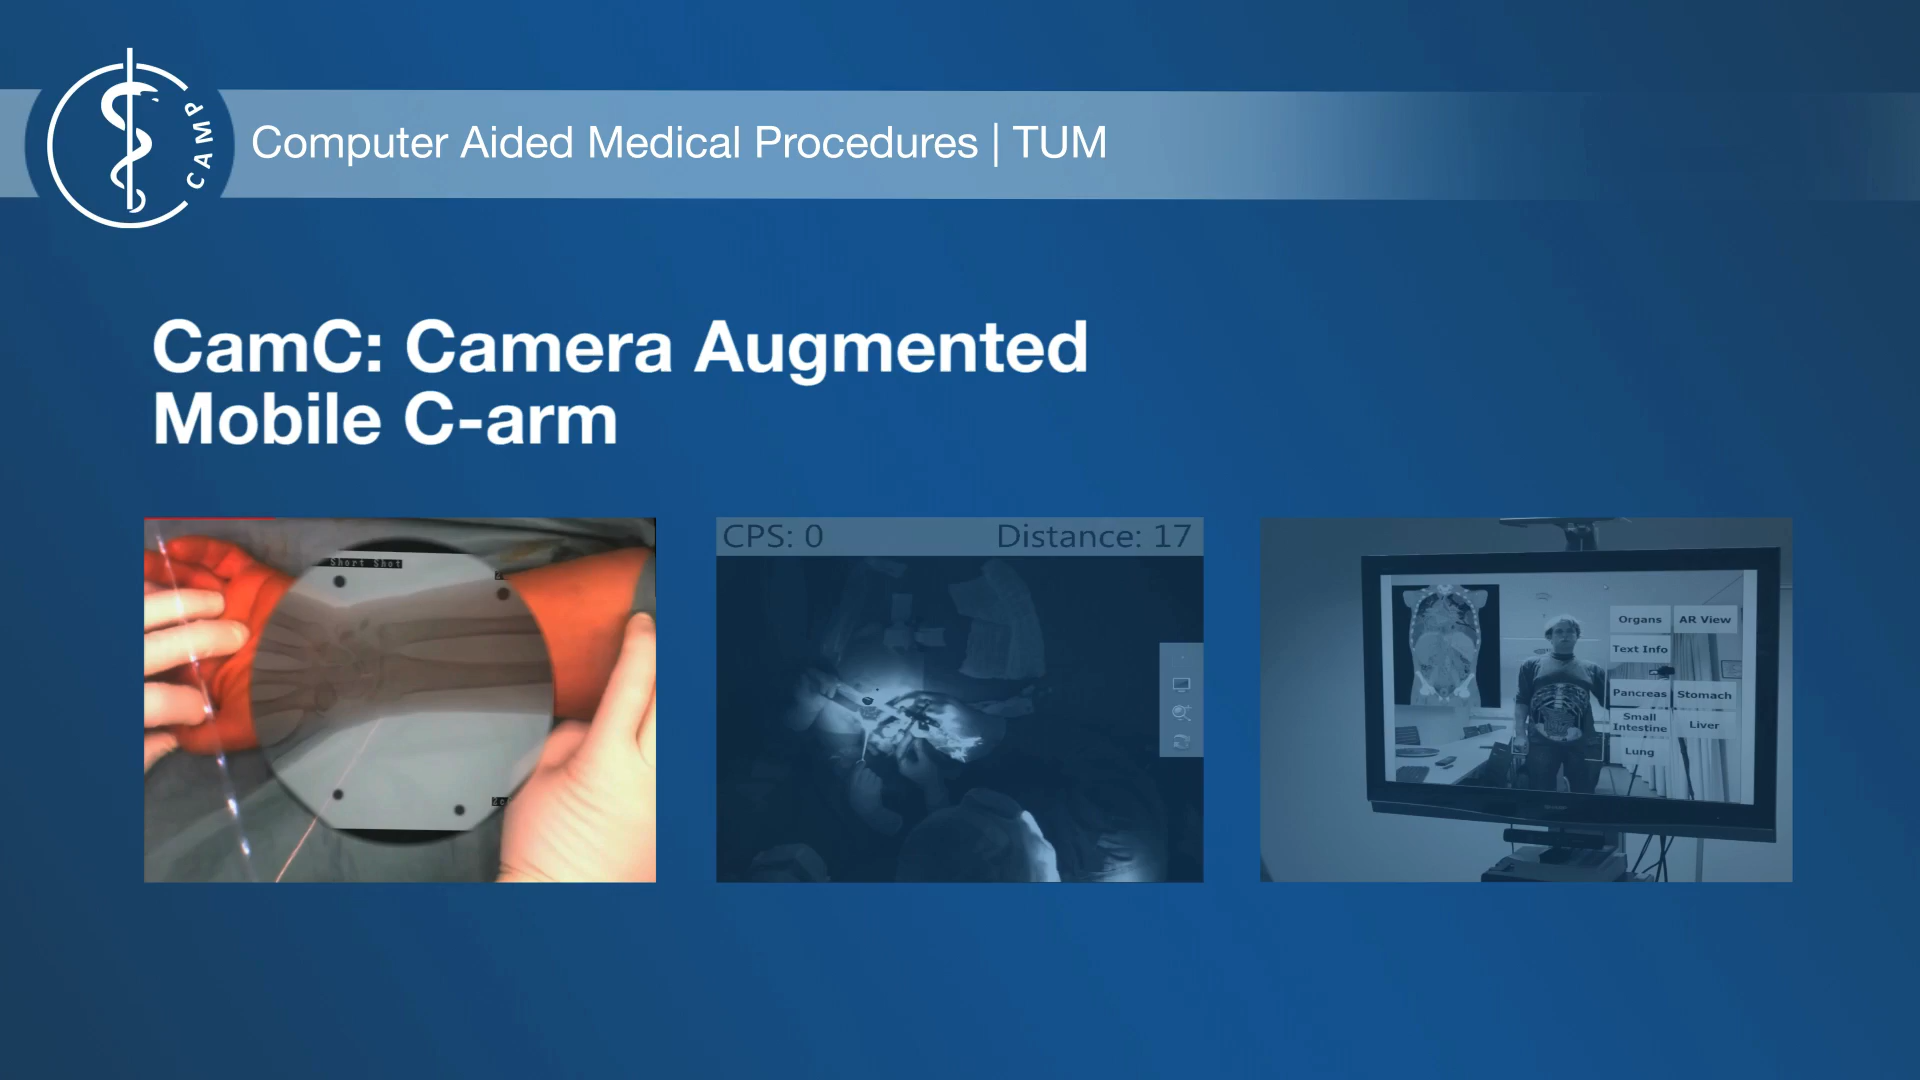 CAMP
Computer Aided Medical Procedures | TUM
CamC: Camera Augmented
Mobile C-arm
Short Shot
CPS: 0
Distance: 17
Organs
AR View
Text Info
Pancreas
Stomach
Small
Intestine
Liver
Lung